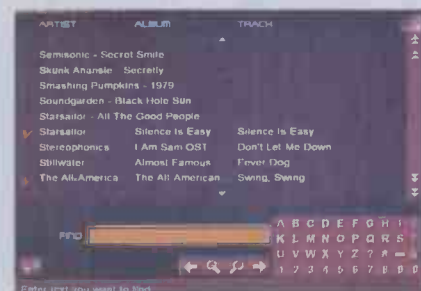 ARTIST ALBUM TRACK
Semisonic - Secret Smile
Skunk Anansie Secretly
Smashing Pumpkins - 1979
Soundgarden - Black Hole Sun
Starsailor - All The Good People
Starsailor Silence Is Easy Silence Is Easy
Stereophonics I Am Sam OST Don't Let Me Down
Stillwater Almost Famous Fever Dog
The All-America The All American Swing, Swing
FIND
A B C D E F G H I
K L M N O P Q R S
U V W X Y Z ? * -
1 2 3 4 5 6 7 8 9 0
Enter text you want to find